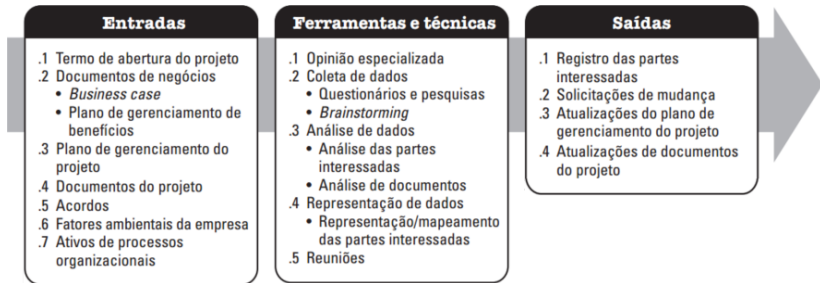 Entradas
.1 Termo de abertura do projeto
.2 Documentos de negócios
• Business case
• Plano de gerenciamento de
benefícios
.3 Plano de gerenciamento do
projeto
.4 Documentos do projeto
.5 Acordos
.6 Fatores ambientais da empresa
.7 Ativos de processos
organizacionais
Ferramentas e técnicas
.1 Opinião especializada
.2 Coleta de dados
• Questionários e pesquisas
• Brainstorming
.3 Análise de dados
• Análise das partes
interessadas
• Análise de documentos
.4 Representação de dados
• Representação/mapeamento
das partes interessadas
.5 Reuniões
Saídas
.1 Registro das partes
interessadas
.2 Solicitações de mudança
.3 Atualizações do plano de
gerenciamento do projeto
.4 Atualizações de documentos
do projeto